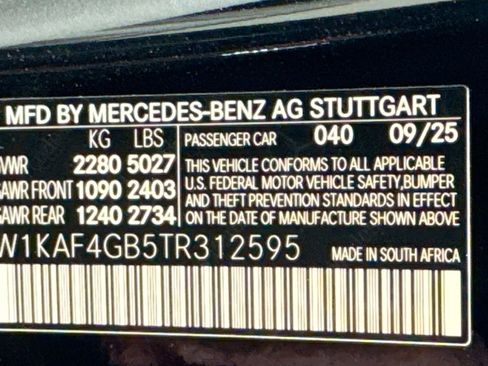 MFD BY MERCEDES-BENZ AG STUTTGART
KG LBS PASSENGER CAR 040 09/25
VWR 2280 5027 THIS VEHICLE CONFORMS TO ALL APPLICABLE
AWR FRONT 1090 2403 U.S. FEDERAL MOTOR VEHICLE SAFETY,BUMPER
AWR REAR 1240 2734 AND THEFT PREVENTION STANDARDS IN EFFECT
ON THE DATE OF MANUFACTURE SHOWN ABOVE
W1KAF4GB5TR312595 MADE IN SOUTH AFRICA